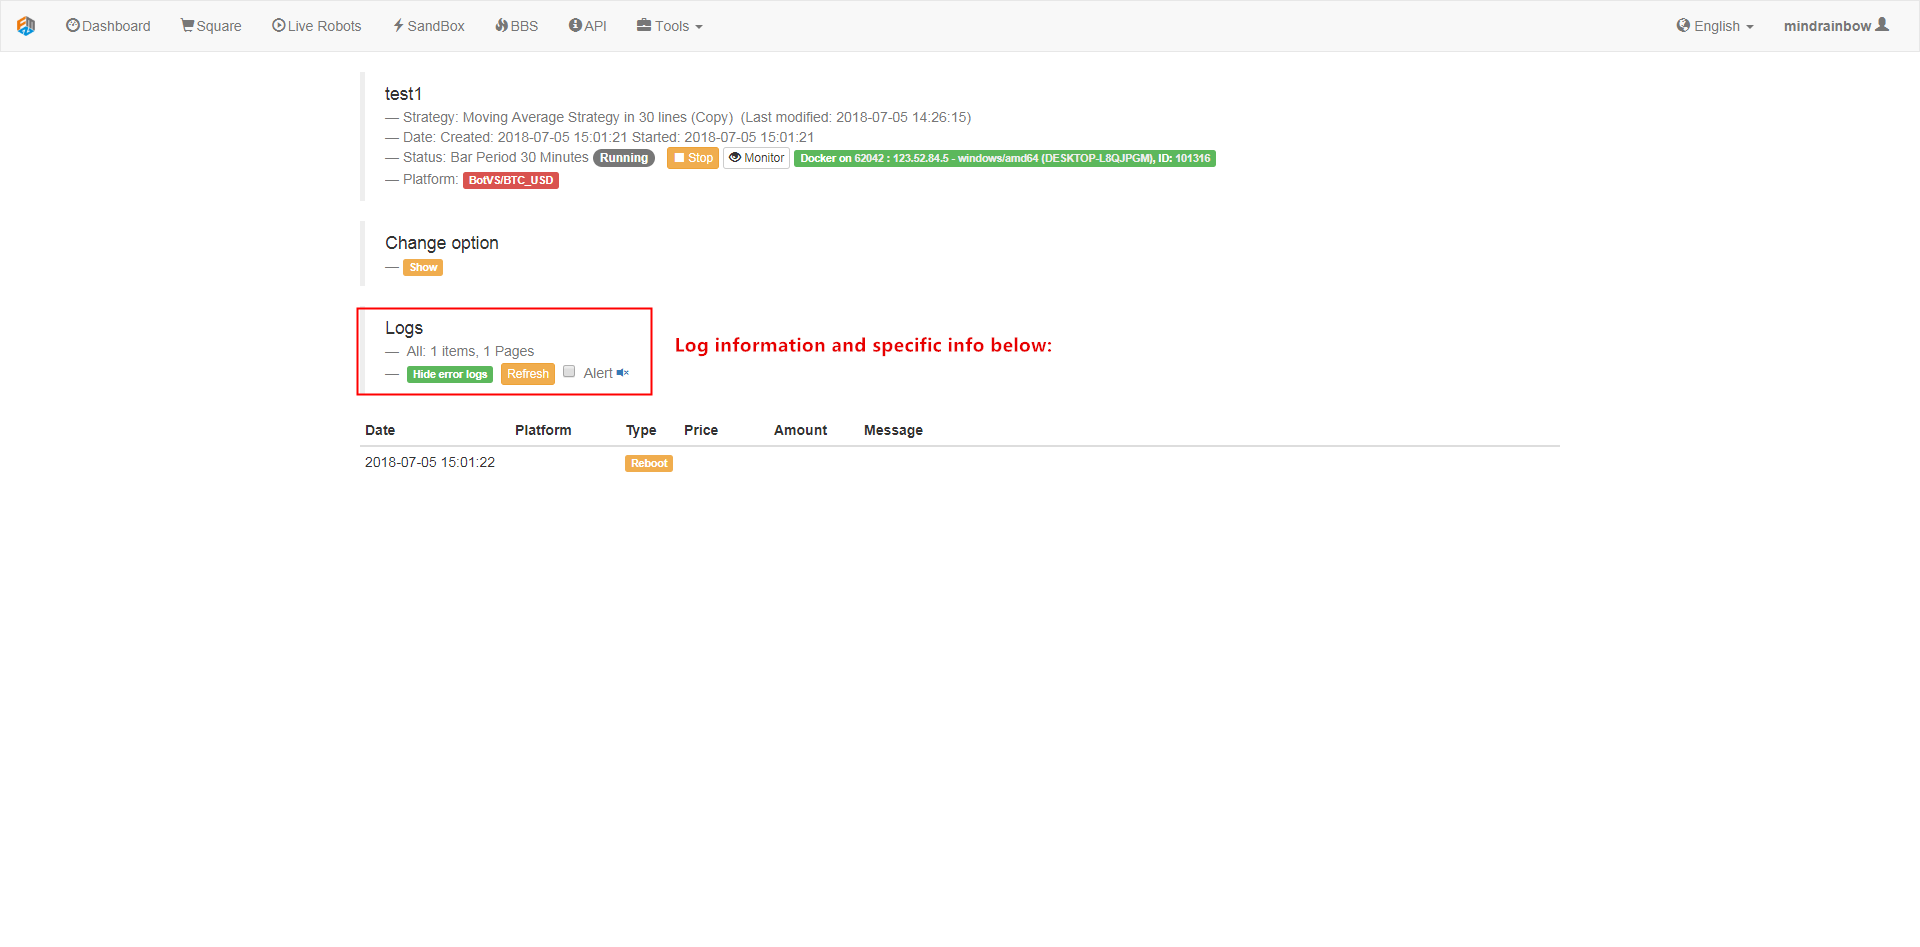 Dashboard Square Live Robots SandBox BBS API Tools English mindrainbow
test1
— Strategy: Moving Average Strategy in 30 lines (Copy) (Last modified: 2018-07-05 14:26:15)
— Date: Created: 2018-07-05 15:01:21 Started: 2018-07-05 15:01:21
— Status: Bar Period 30 Minutes Running Stop Monitor Docker on 62042 : 123.52.84.5 - windows/amd64 (DESKTOP-L8QJPGM), ID: 101316
— Platform: BotVS/BTC_USD
Change option
— Show
Logs
— All: 1 items, 1 Pages
— Hide error logs Refresh Alert
Log information and specific info below:
Date Platform Type Price Amount Message
2018-07-05 15:01:22 Reboot